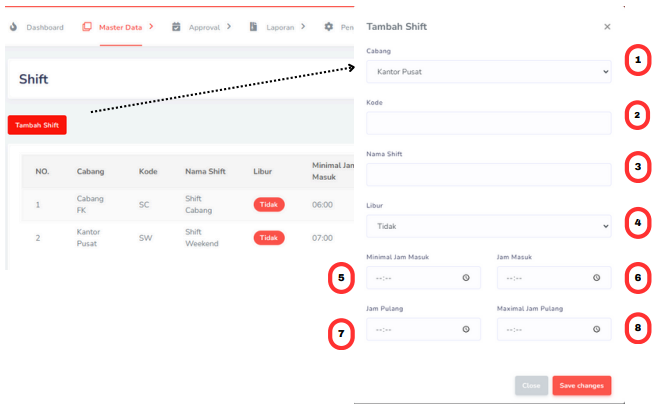 Dashboard
Master Data
Approval
Laporan
Pen
Shift
Tambah Shift
NO. Cabang Kode Nama Shift Libur Minimal Jam Masuk
1 Cabang FK SC Shift Cabang Tidak 06:00
2 Kantor Pusat SW Shift Weekend Tidak 07:00
Tambah Shift ×
Cabang
Kantor Pusat
1
Kode
2
Nama Shift
3
Libur
Tidak
4
Minimal Jam Masuk Jam Masuk
5 --:-- --:-- 6
Jam Pulang Maximal Jam Pulang
7 --:-- --:-- 8
Close Save changes